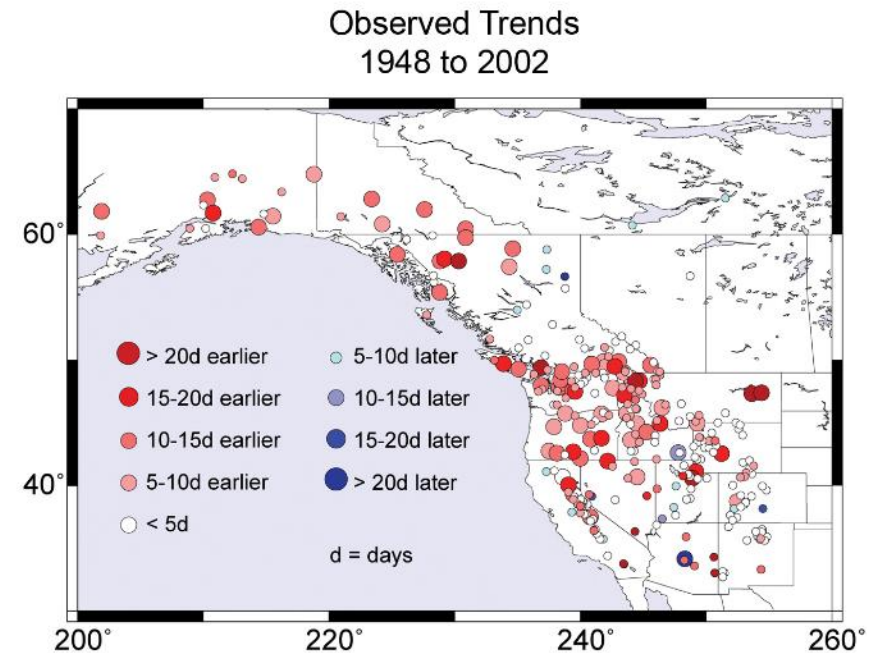 Observed Trends
1948 to 2002
60°
40°
> 20d earlier
15-20d earlier
10-15d earlier
5-10d earlier
< 5d
5-10d later
10-15d later
15-20d later
> 20d later
d = days
200°
220°
240°
260°